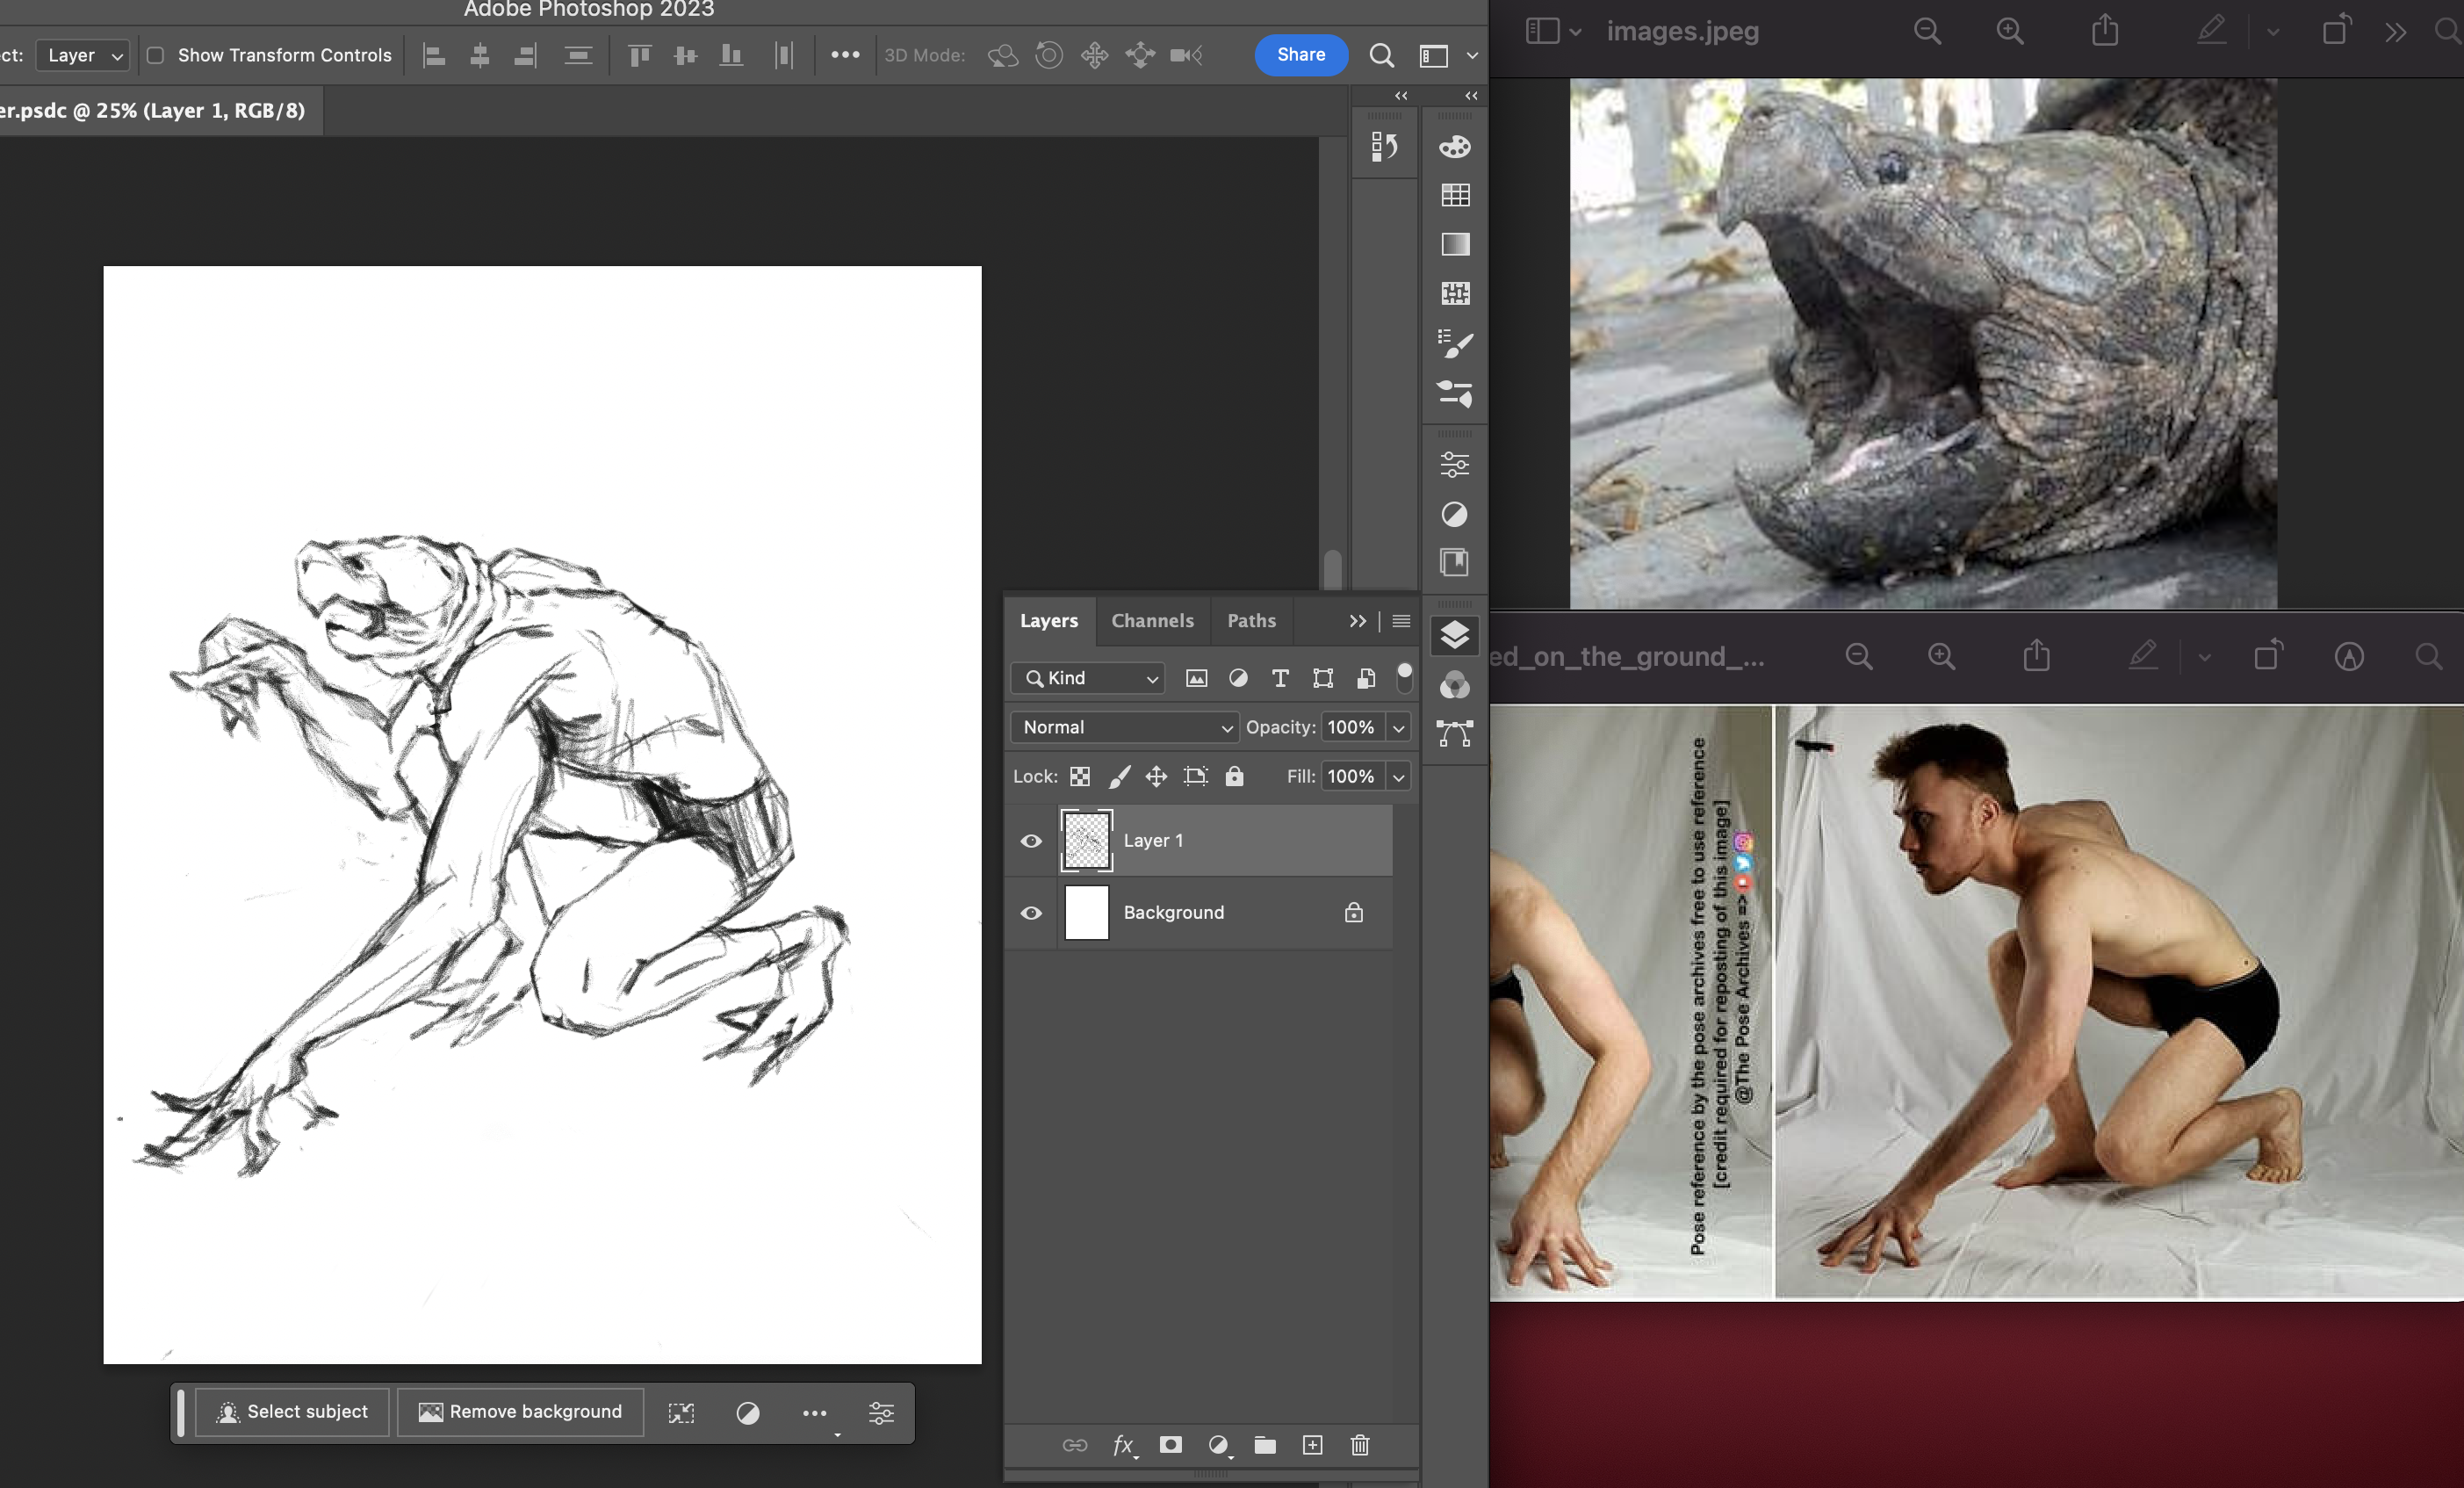 Adobe Photoshop 2023
ct: Layer Show Transform Controls 3D Mode: Share
er.psdc @ 25% (Layer 1, RGB/8)
images.jpeg
Layers Channels Paths
Kind
Normal Opacity: 100%
Lock: Fill: 100%
Layer 1
Background
Select subject Remove background
fx
ed_on_the_ground_...
Pose reference by the pose archives free to use reference
[credit required for reposting of this image]
@The Pose Archives =>